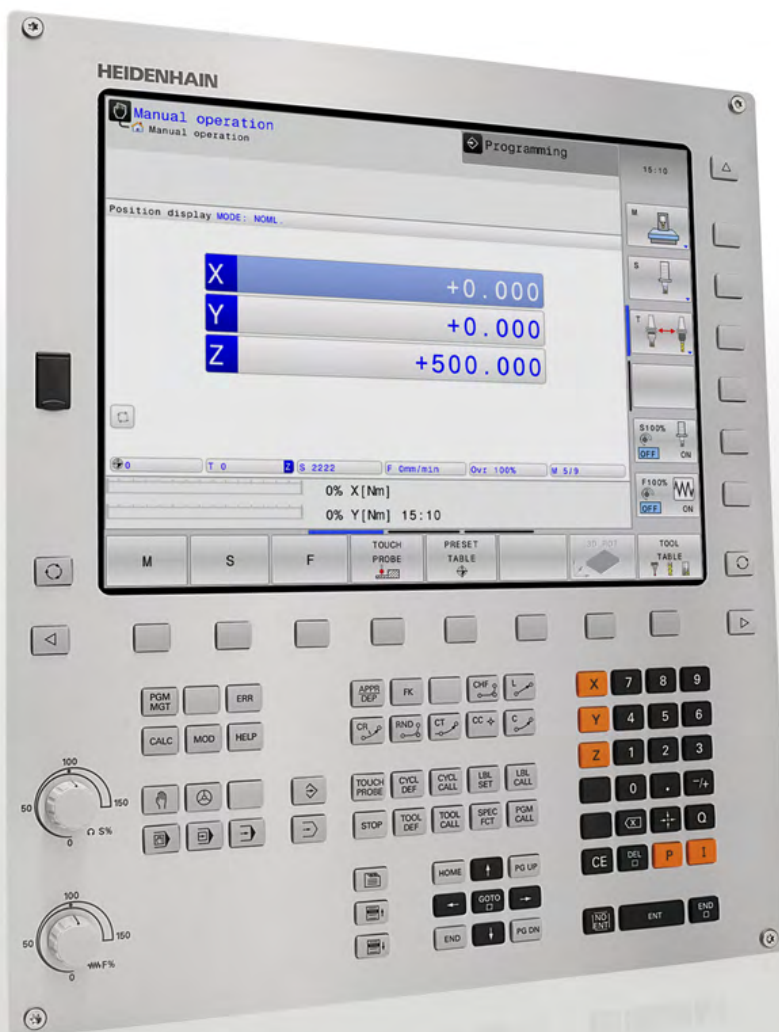 HEIDENHAIN
Manual operation
Manual operation
Programming
15:10
Position display MODE: NOML.
M
S
T
X +0.000
Y +0.000
Z +500.000
S100%
OFF ON
0 T 0 Z S 2222 F 0mm/min Ovr 100% M 5/9
F100%
OFF ON
0% X[Nm]
0% Y[Nm] 15:10
M S F TOUCH PROBE PRESET TABLE 3D ROT TOOL TABLE
PGM MGT ERR
CALC MOD HELP
APPR DEP FK CHF L
CR RND CT CC C
TOUCH PROBE CYCL DEF CYCL CALL LBL SET LBL CALL
STOP TOOL DEF TOOL CALL SPEC FCT PGM CALL
HOME PG UP
GOTO
END PG DN
X 7 8 9
Y 4 5 6
Z 1 2 3
0 . -/+
X Q
CE DEL P I
NO ENT ENT END
100
50 150
0 S%
100
50 150
0 F%